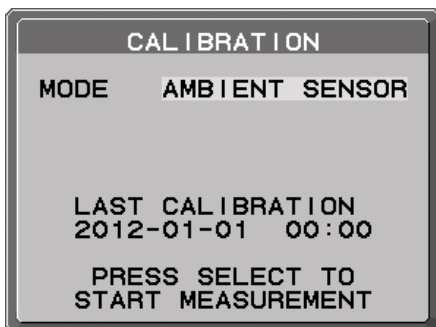 CALIBRATION
MODE AMBIENT SENSOR
LAST CALIBRATION
2012-01-01 00:00
PRESS SELECT TO
START MEASUREMENT